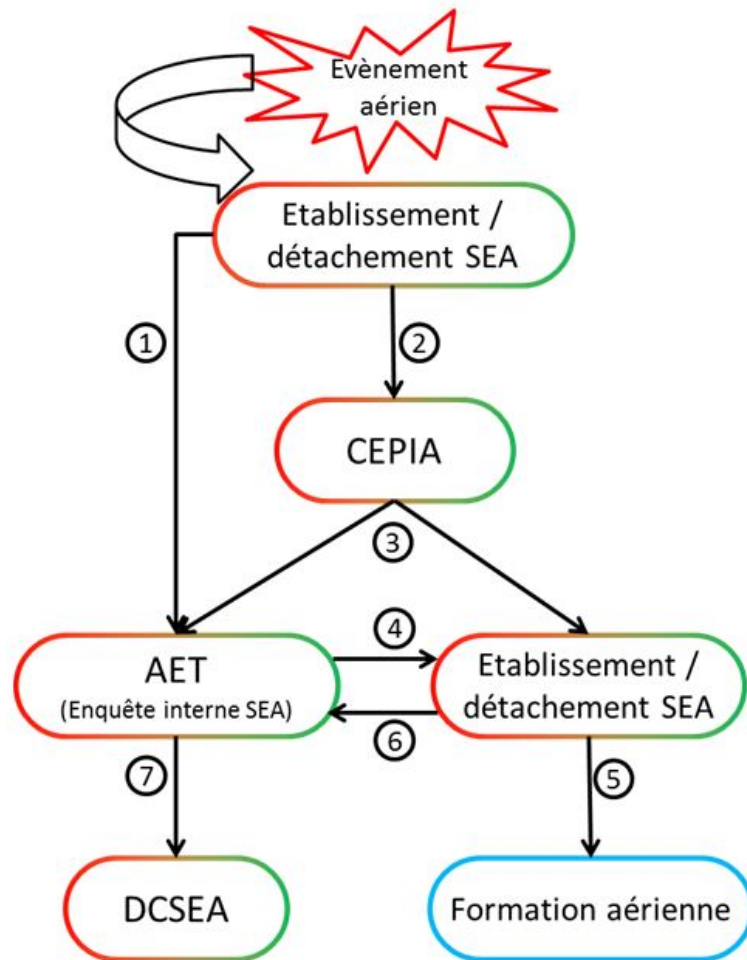 Evènement
aérien
Etablissement /
détachement SEA
1
2
CEPIA
3
AET
(Enquête interne SEA)
4
6
Etablissement /
détachement SEA
7
5
DCSEA
Formation aérienne